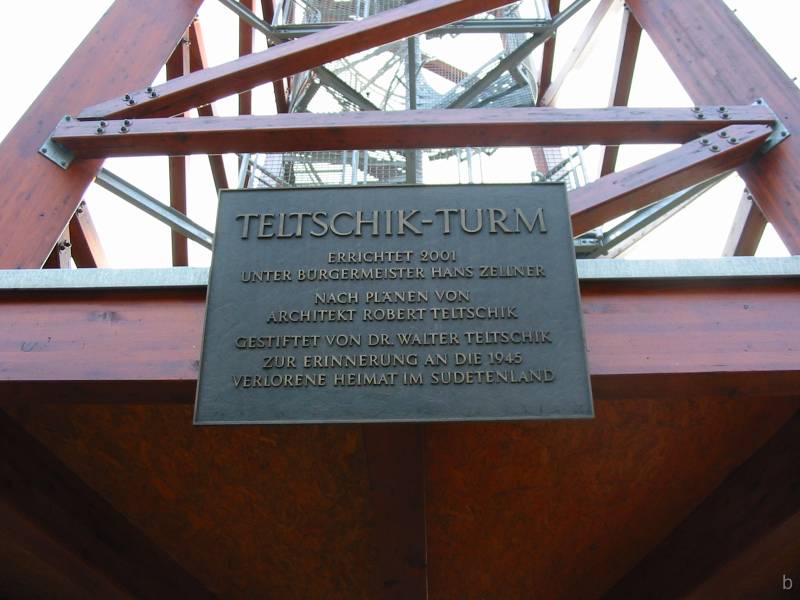 TELTSCHIK-TURM
ERRICHTET 2001
UNTER BÜRGERMEISTER HANS ZELLNER
NACH PLÄNEN VON
ARCHITEKT ROBERT TELTSCHIK
GESTIFTET VON DR. WALTER TELTSCHIK
ZUR ERINNERUNG AN DIE 1945
VERLORENE HEIMAT IM SUDETENLAND
b